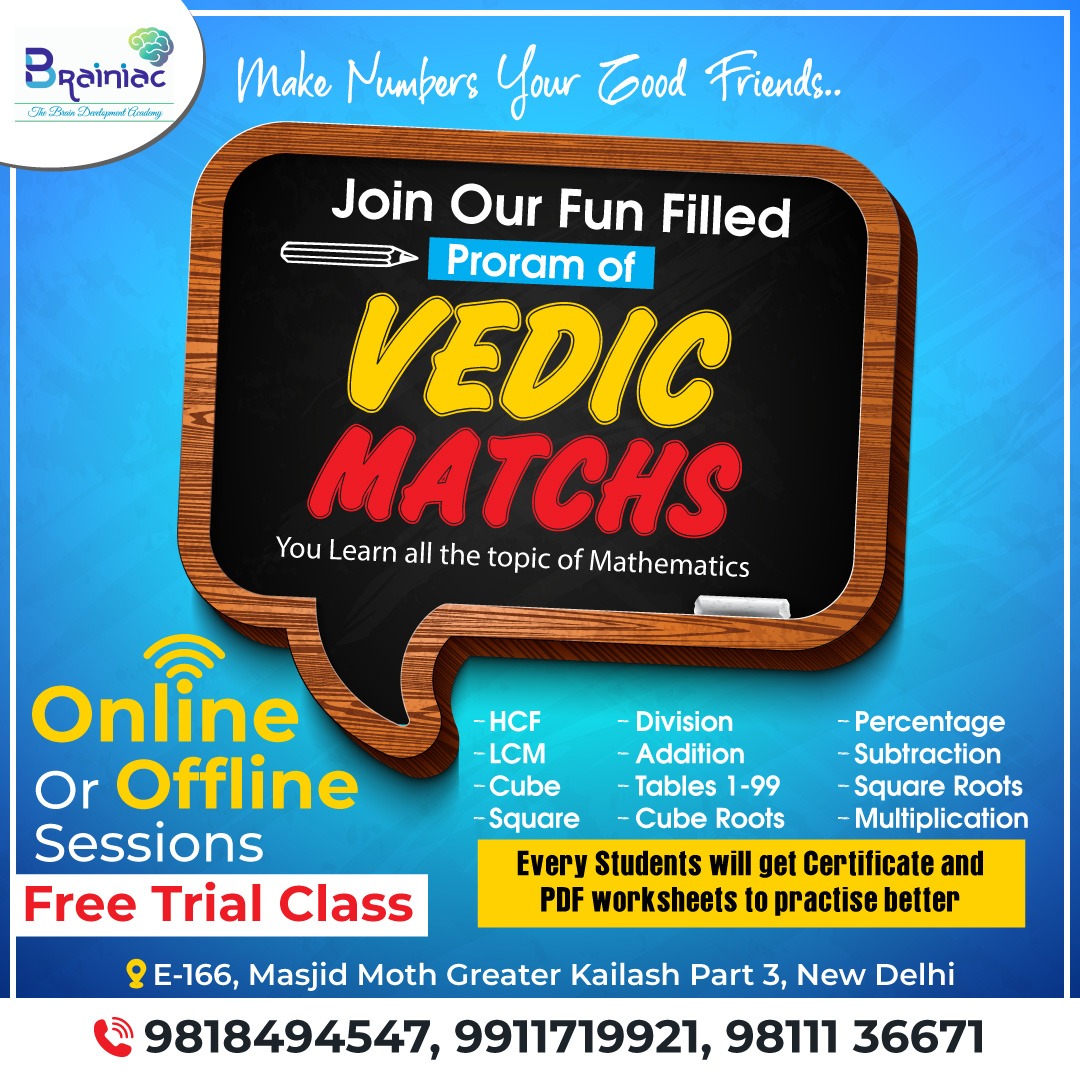 Brainiac
The Brain Development Academy
Make Numbers Your Good Friends..
Join Our Fun Filled
Proram of
VEDIC
MATCHS
You Learn all the topic of Mathematics
Online
Or Offline
Sessions
Free Trial Class
- HCF
- LCM
- Cube
- Square
- Division
- Addition
- Tables 1-99
- Cube Roots
- Percentage
- Subtraction
- Square Roots
- Multiplication
Every Students will get Certificate and
PDF worksheets to practise better
E-166, Masjid Moth Greater Kailash Part 3, New Delhi
9818494547, 9911719921, 98111 36671